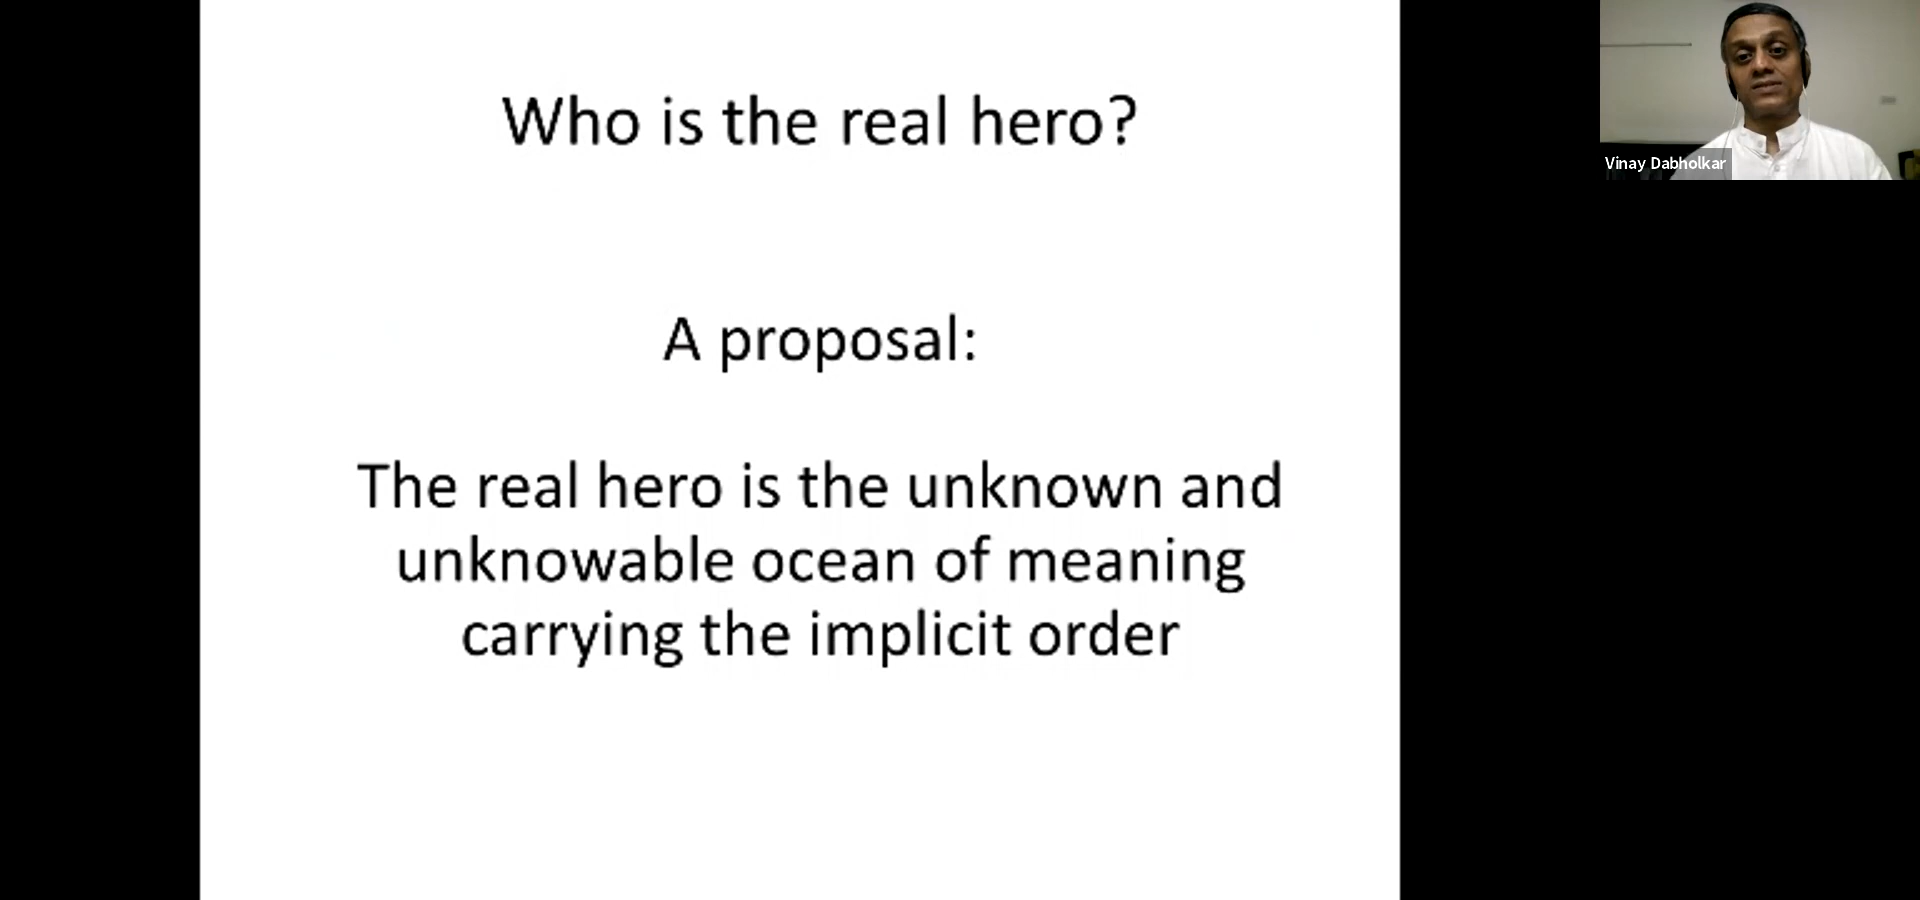 Who is the real hero?
A proposal:
The real hero is the unknown and
unknowable ocean of meaning
carrying the implicit order
Vinay Dabholkar